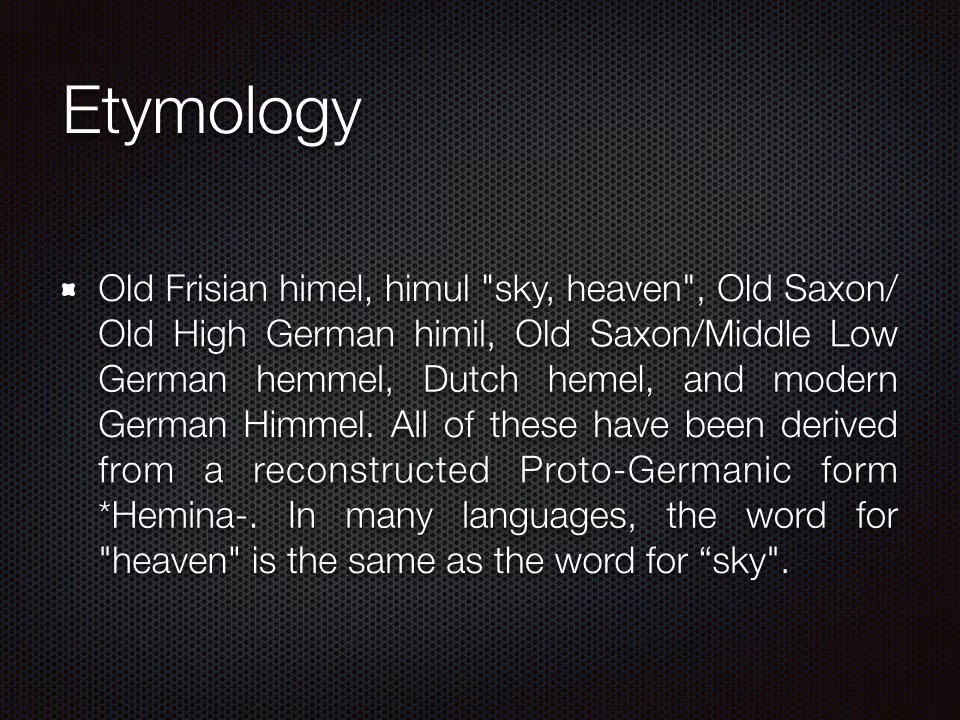 Etymology
Old Frisian himel, himul "sky, heaven", Old Saxon/
Old High German himil, Old Saxon/Middle Low
German hemmel, Dutch hemel, and modern
German Himmel. All of these have been derived
from a reconstructed Proto-Germanic form
*Hemina-. In many languages, the word for
"heaven" is the same as the word for “sky".